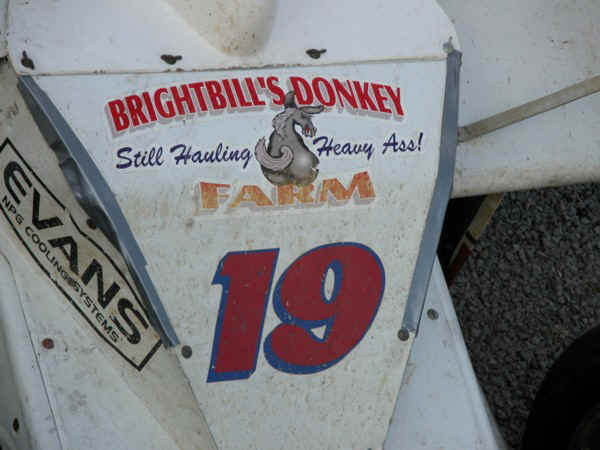 BRIGHTBILL'S DONKEY
Still Hauling Heavy Ass!
FARM
EVANS
NPG COOLING SYSTEMS
19